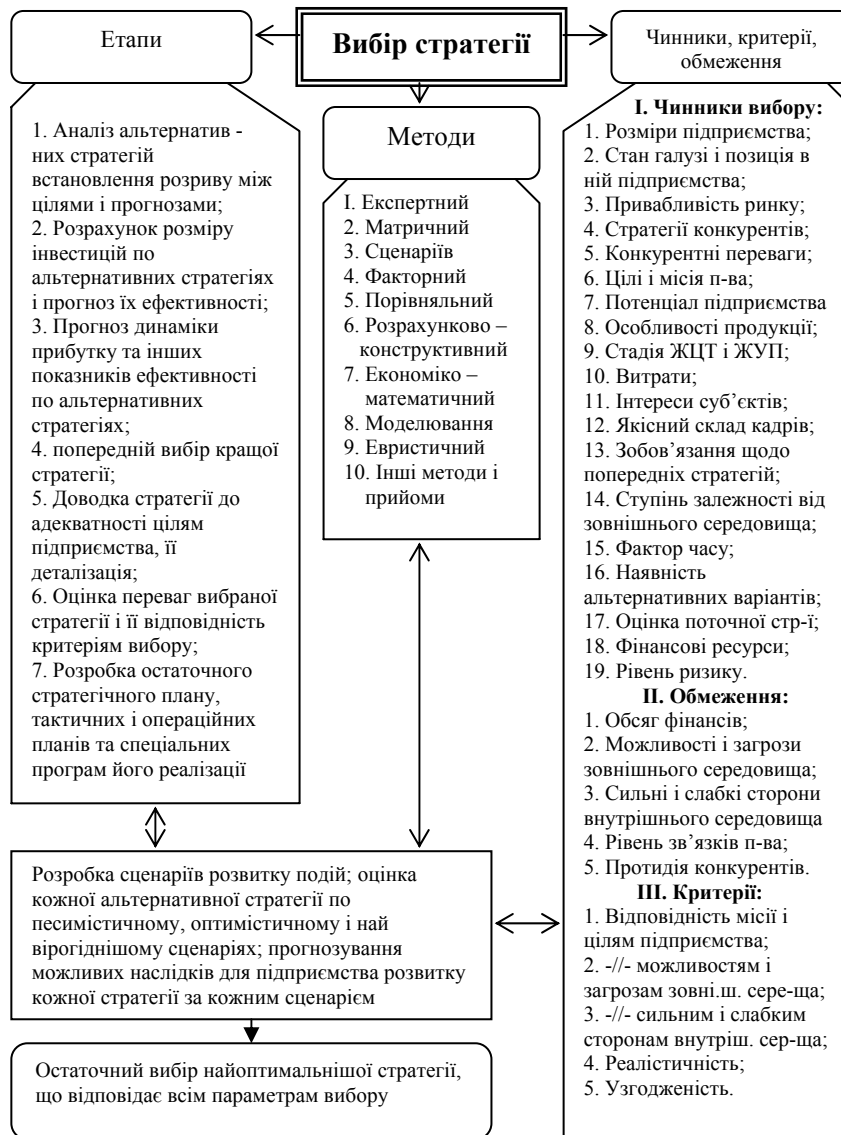 Вибір стратегії
Етапи
1. Аналіз альтернатив -
них стратегій
встановлення розриву між
цілями і прогнозами;
2. Розрахунок розміру
інвестицій по
альтернативних стратегіях
і прогноз їх ефективності;
3. Прогноз динаміки
прибутку та інших
показників ефективності
по альтернативних
стратегіях;
4. попередній вибір кращої
стратегії;
5. Доводка стратегії до
адекватності цілям
підприємства, її
деталізація;
6. Оцінка переваг вибраної
стратегії і її відповідність
критеріям вибору;
7. Розробка остаточного
стратегічного плану,
тактичних і операційних
планів та спеціальних
програм його реалізації
Методи
I. Експертний
2. Матричний
3. Сценаріїв
4. Факторний
5. Порівняльний
6. Розрахунково –
конструктивний
7. Економіко –
математичний
8. Моделювання
9. Евристичний
10. Інші методи і
прийоми
Чинники, критерії,
обмеження
I. Чинники вибору:
1. Розміри підприємства;
2. Стан галузі і позиція в
ній підприємства;
3. Привабливість ринку;
4. Стратегії конкурентів;
5. Конкурентні переваги;
6. Цілі і місія п-ва;
7. Потенціал підприємства
8. Особливості продукції;
9. Стадія ЖЦТ і ЖУП;
10. Витрати;
11. Інтереси суб’єктів;
12. Якісний склад кадрів;
13. Зобов’язання щодо
попередніх стратегій;
14. Ступінь залежності від
зовнішнього середовища;
15. Фактор часу;
16. Наявність
альтернативних варіантів;
17. Оцінка поточної стр-ї;
18. Фінансові ресурси;
19. Рівень ризику.
II. Обмеження:
1. Обсяг фінансів;
2. Можливості і загрози
зовнішнього середовища;
3. Сильні і слабкі сторони
внутрішнього середовища
4. Рівень зв’язків п-ва;
5. Протидія конкурентів.
III. Критерії:
1. Відповідність місії і
цілям підприємства;
2. -//- можливостям і
загрозам зовні.ш. сере-ща;
3. -//- сильним і слабким
сторонам внутріш. сер-ща;
4. Реалістичність;
5. Узгодженість.
Розробка сценаріїв розвитку подій; оцінка
кожної альтернативної стратегії по
песимістичному, оптимістичному і най
вірогіднішому сценаріях; прогнозування
можливих наслідків для підприємства розвитку
кожної стратегії за кожним сценарієм
Остаточний вибір найоптимальнішої стратегії,
що відповідає всім параметрам вибору